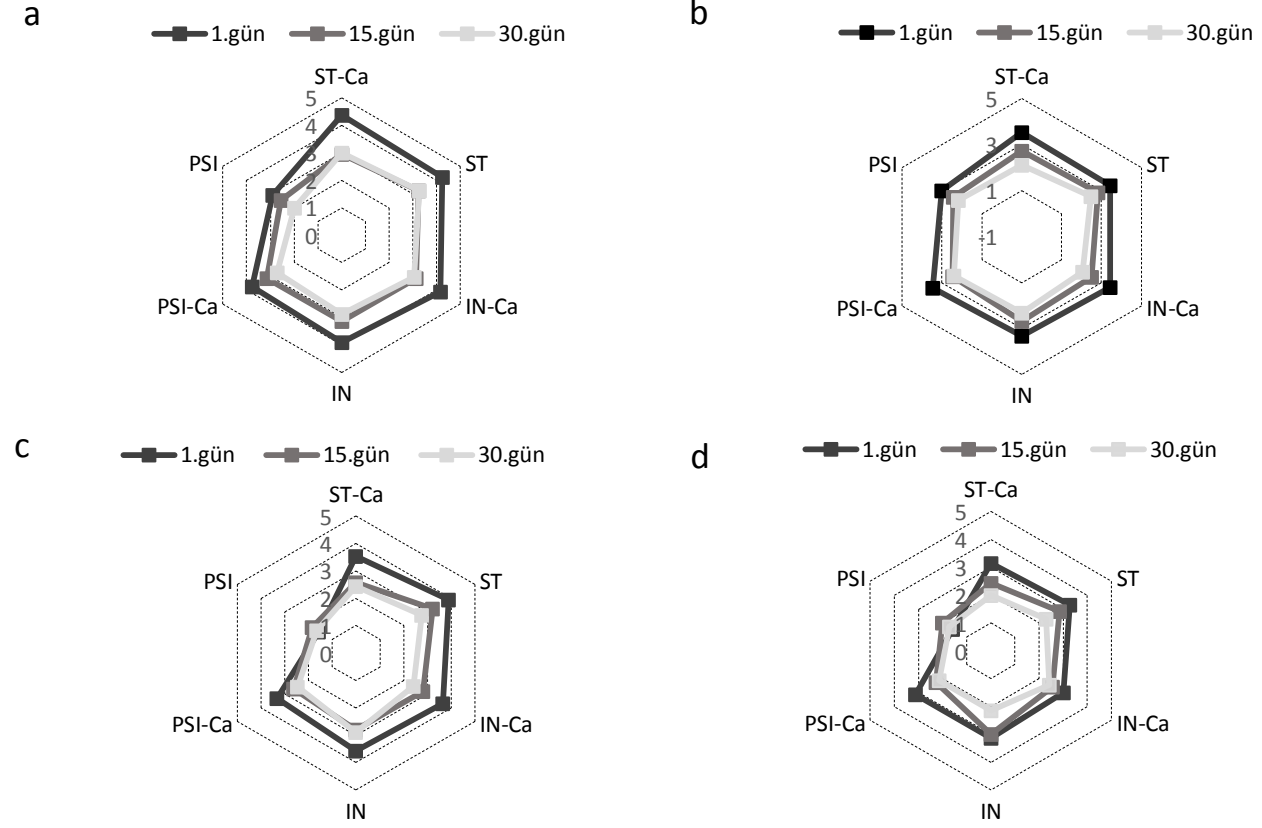 a
1.gün 15.gün 30.gün
ST-Ca
5
4
3
2
1
0
ST
IN-Ca
IN
PSI-Ca
PSI
b
1.gün 15.gün 30.gün
ST-Ca
5
3
1
-1
ST
IN-Ca
IN
PSI-Ca
PSI
c
1.gün 15.gün 30.gün
ST-Ca
5
4
3
2
1
0
ST
IN-Ca
IN
PSI-Ca
PSI
d
1.gün 15.gün 30.gün
ST-Ca
5
4
3
2
1
0
ST
IN-Ca
IN
PSI-Ca
PSI